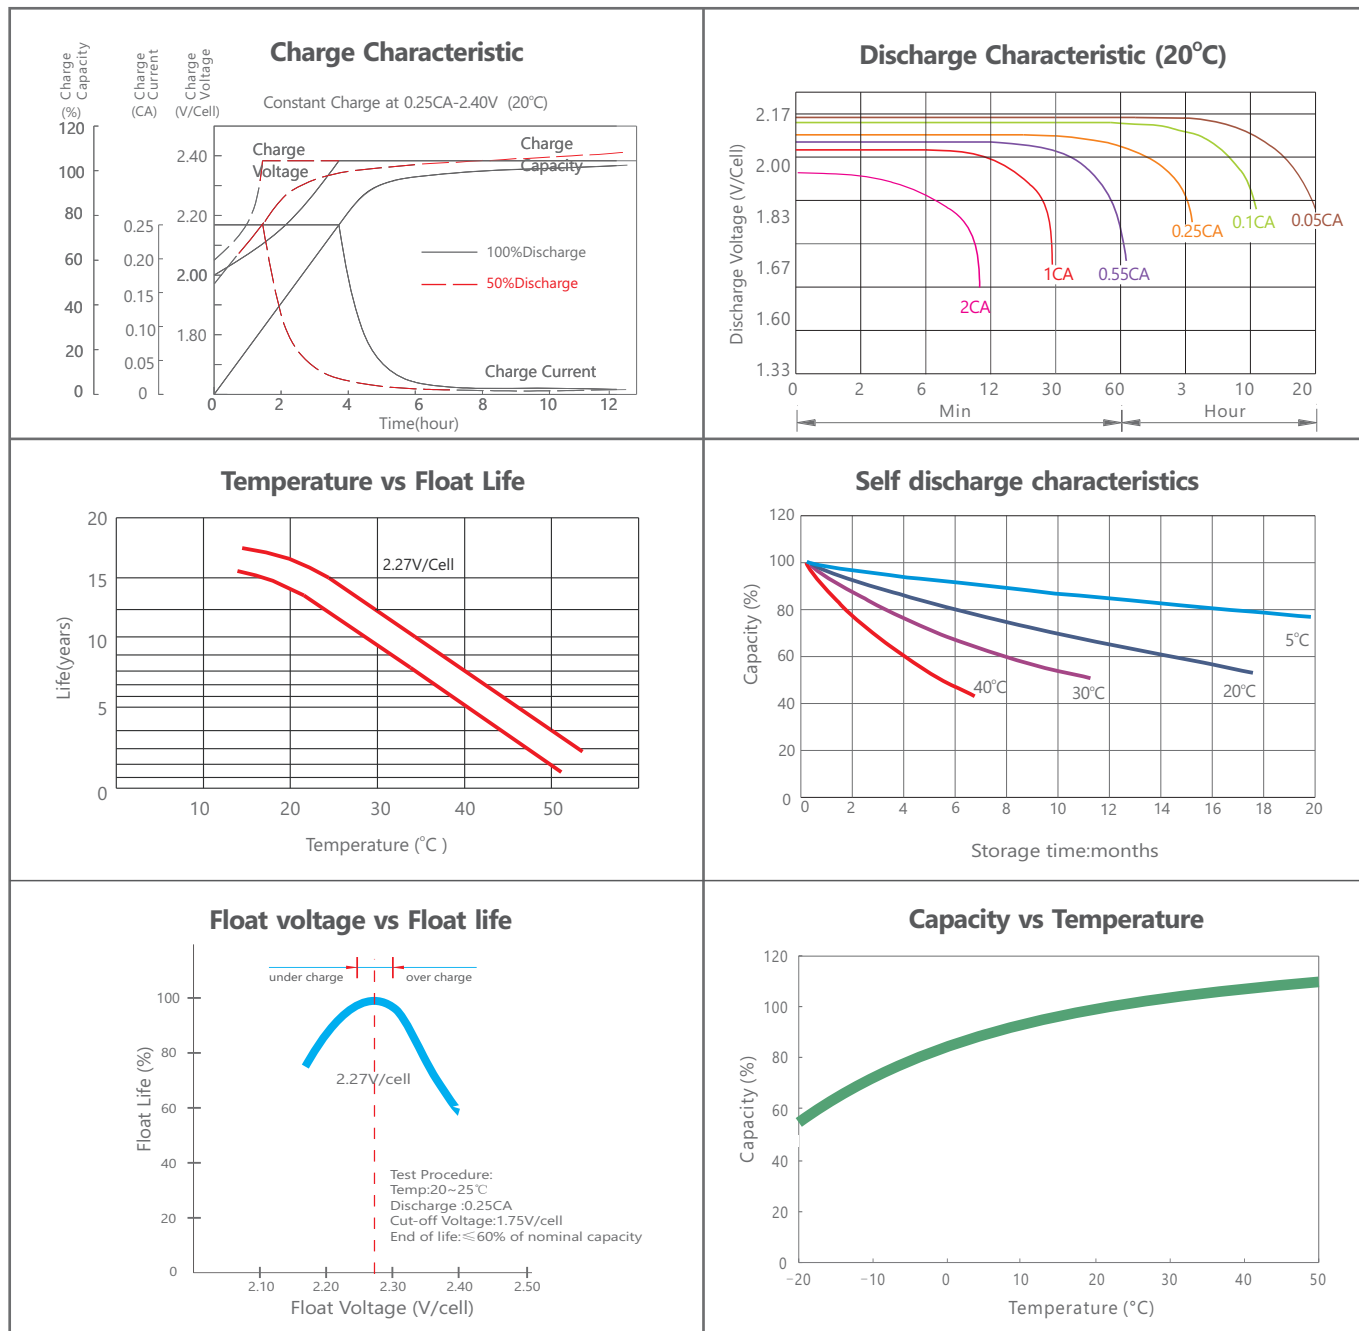 Charge Characteristic
Charge
Capacity
Charge
Current
Charge
Voltage
(%)
(CA)
(V/Cell)
Constant Charge at 0.25CA-2.40V (20°C)
120
100
80
60
40
20
0
0.25
0.20
0.15
0.10
0.05
0
2.40
2.20
2.00
1.80
Charge
Voltage
Charge
Capacity
100%Discharge
50%Discharge
Charge Current
0 2 4 6 8 10 12
Time(hour)
Discharge Characteristic (20°C)
Discharge Voltage (V/Cell)
2.17
2.00
1.83
1.67
1.60
1.33
2CA
1CA
0.55CA
0.25CA
0.1CA
0.05CA
0 2 6 12 30 60 3 10 20
Min Hour
Temperature vs Float Life
Life(years)
20
15
10
5
0
2.27V/Cell
10 20 30 40 50
Temperature (°C )
Self discharge characteristics
Capacity (%)
120
100
80
60
40
20
0
5°C
40°C
30°C
20°C
0 2 4 6 8 10 12 14 16 18 20
Storage time:months
Float voltage vs Float life
under charge over charge
Float Life (%)
100
80
60
40
20
0
2.27V/cell
Test Procedure:
Temp:20~25℃
Discharge :0.25CA
Cut-off Voltage:1.75V/cell
End of life:≤60% of nominal capacity
2.10 2.20 2.30 2.40 2.50
Float Voltage (V/cell)
Capacity vs Temperature
Capacity (%)
120
100
80
60
40
20
0
-20 -10 0 10 20 30 40 50
Temperature (°C)